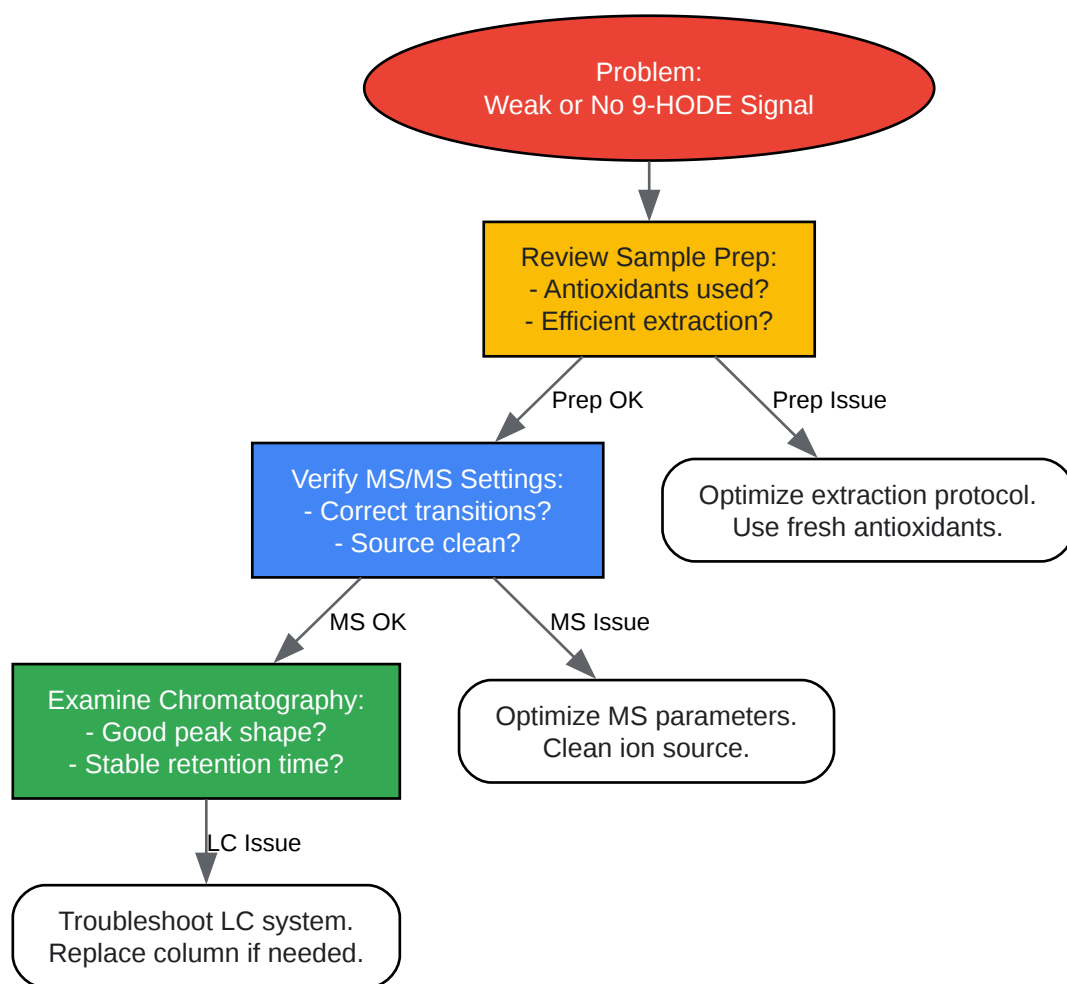 Problem:
Weak or No 9-HODE Signal
Review Sample Prep:
- Antioxidants used?
- Efficient extraction?
Prep OK
Prep Issue
Verify MS/MS Settings:
- Correct transitions?
- Source clean?
Optimize extraction protocol.
Use fresh antioxidants.
MS OK
MS Issue
Examine Chromatography:
- Good peak shape?
- Stable retention time?
Optimize MS parameters.
Clean ion source.
LC Issue
Troubleshoot LC system.
Replace column if needed.